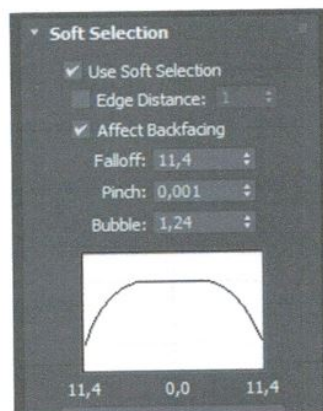 Soft Selection
Use Soft Selection
Edge Distance: 1
Affect Backfacing
Falloff: 11,4
Pinch: 0,001
Bubble: 1,24
11,4 0,0 11,4